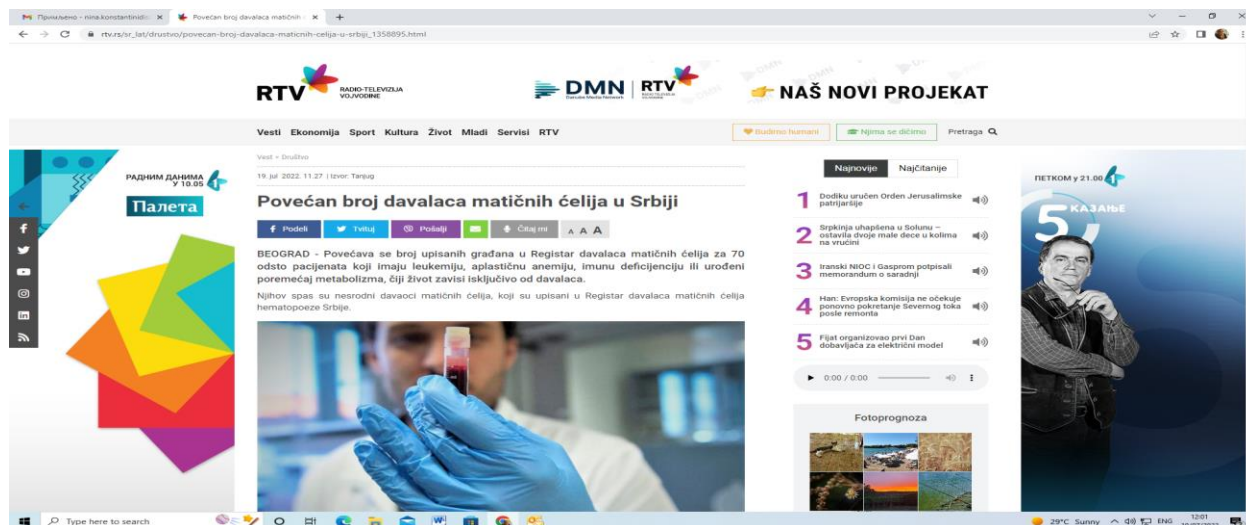 Примљено - nina.konstantinidis
Povećan broj davalaca matičnih
rtv.rs/sr_lat/drustvo/povecan-broj-davalaca-maticnih-celija-u-srbiji_1358895.html
RTV
RADIO-TELEVIZIJA
VOJVODINE
DMN
Danube Media Network
RTV
NAŠ NOVI PROJEKAT
Vesti Ekonomija Sport Kultura Život Mladi Servisi RTV
Budimo humani
Njima se dičimo
Pretraga
РАДНИМ ДАНИМА
У 10.05
Палета
Vest > Društvo
19. jul 2022. 11:27 | Izvor: Tanjug
Povećan broj davalaca matičnih ćelija u Srbiji
Podeli
Tvituj
Pošalji
Čitaj mi
A A A
BEOGRAD - Povećava se broj upisanih građana u Registar davalaca matičnih ćelija za 70
odsto pacijenata koji imaju leukemiju, aplastičnu anemiju, imunu deficijenciju ili urođeni
poremećaj metabolizma, čiji život zavisi isključivo od davalaca.
Njihov spas su nesrodni davaoci matičnih ćelija, koji su upisani u Registar davalaca matičnih ćelija
hematopoeze Srbije.
Najnovije
Najčitanije
1 Dodiku uručen Orden Jerusalimske
patrijaršije
2 Srpkinja uhapšena u Solunu –
ostavila dvoje male dece u kolima
na vrućini
3 Iranski NIOC i Gasprom potpisali
memorandum o saradnji
4 Han: Evropska komisija ne očekuje
ponovno pokretanje Severnog toka
posle remonta
5 Fijat organizovao prvi Dan
dobavljača za električni model
0:00 / 0:00
Fotoprognoza
ПЕТКОМ у 21.00
5
КАЗАЊЕ
Type here to search
29°C Sunny
ENG
12:01